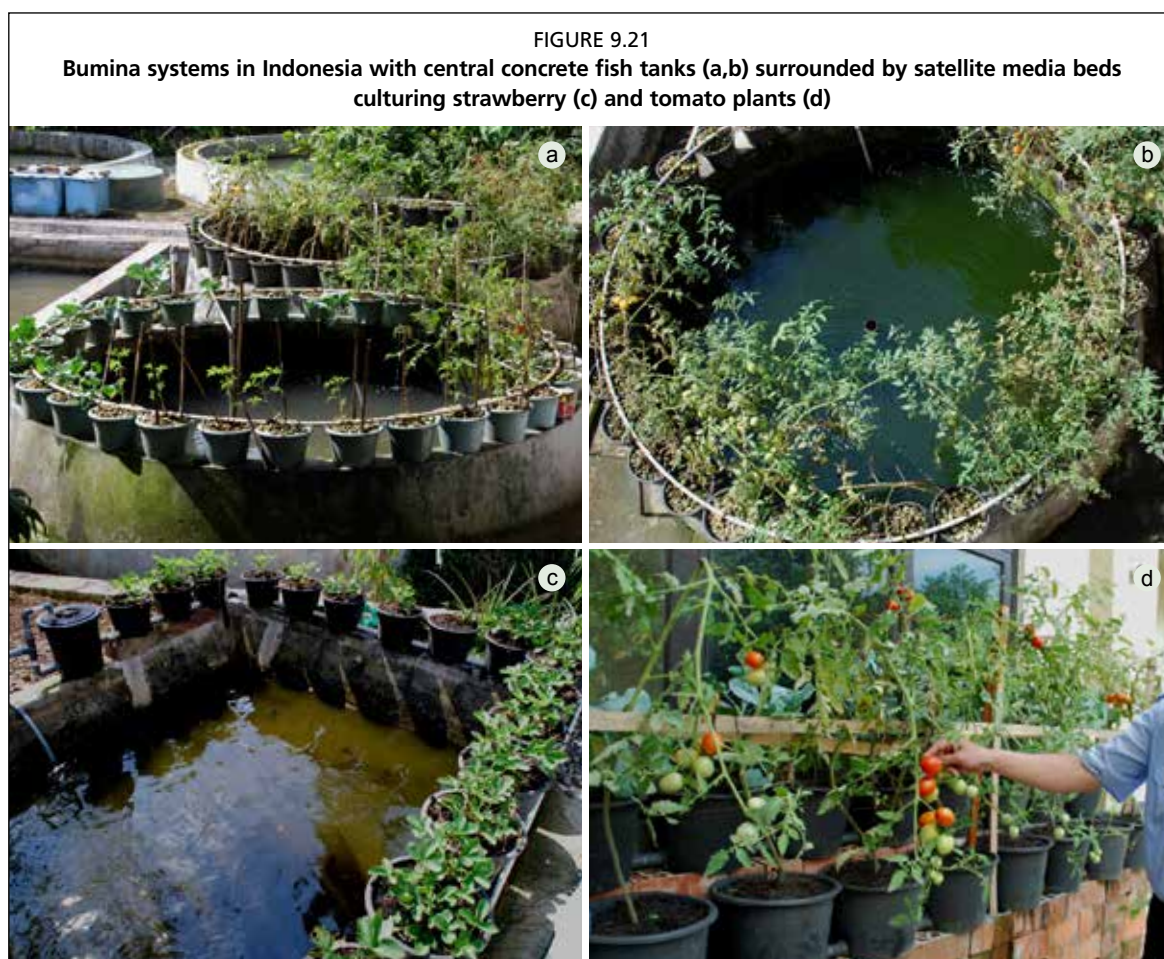 FIGURE 9.21
Bumina systems in Indonesia with central concrete fish tanks (a,b) surrounded by satellite media beds
culturing strawberry (c) and tomato plants (d)
a
b
c
d